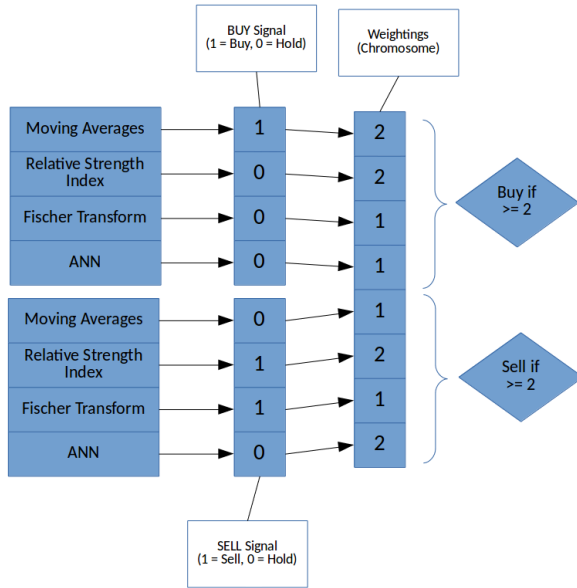 BUY Signal
(1 = Buy, 0 = Hold)
Weightings
(Chromosome)
Moving Averages
1
2
Relative Strength
Index
0
2
Fischer Transform
0
1
ANN
0
1
Buy if
>= 2
Moving Averages
0
1
Relative Strength
Index
1
2
Fischer Transform
1
1
ANN
0
2
Sell if
>= 2
SELL Signal
(1 = Sell, 0 = Hold)